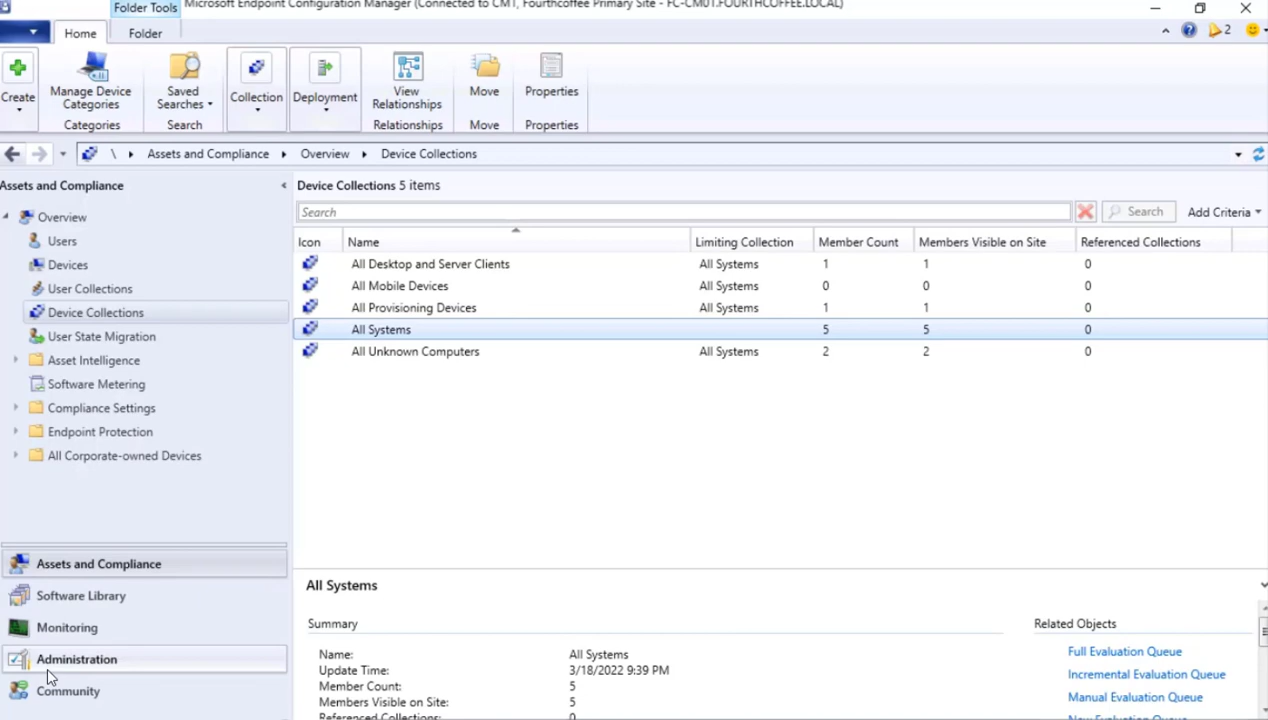 Folder Tools
Microsoft Endpoint Configuration Manager (Connected to CMT, Fourthcoffee Primary Site - FC-CM01.FOURTHCOFFEE.LOCAL)
Home
Folder
2
Create
Manage Device Categories
Saved Searches
Collection
Deployment
View Relationships
Move
Properties
Categories
Search
Relationships
Move
Properties
\ Assets and Compliance Overview Device Collections
Assets and Compliance
Overview
Users
Devices
User Collections
Device Collections
User State Migration
Asset Intelligence
Software Metering
Compliance Settings
Endpoint Protection
All Corporate-owned Devices
Assets and Compliance
Software Library
Monitoring
Administration
Community
Device Collections 5 items
Search
Search
Add Criteria
Icon Name Limiting Collection Member Count Members Visible on Site Referenced Collections
All Desktop and Server Clients All Systems 1 1 0
All Mobile Devices All Systems 0 0 0
All Provisioning Devices All Systems 1 1 0
All Systems 5 5 0
All Unknown Computers All Systems 2 2 0
All Systems
Summary
Name: All Systems
Update Time: 3/18/2022 9:39 PM
Member Count: 5
Members Visible on Site: 5
Referenced Collections: 0
Related Objects
Full Evaluation Queue
Incremental Evaluation Queue
Manual Evaluation Queue
New Evaluation Queue